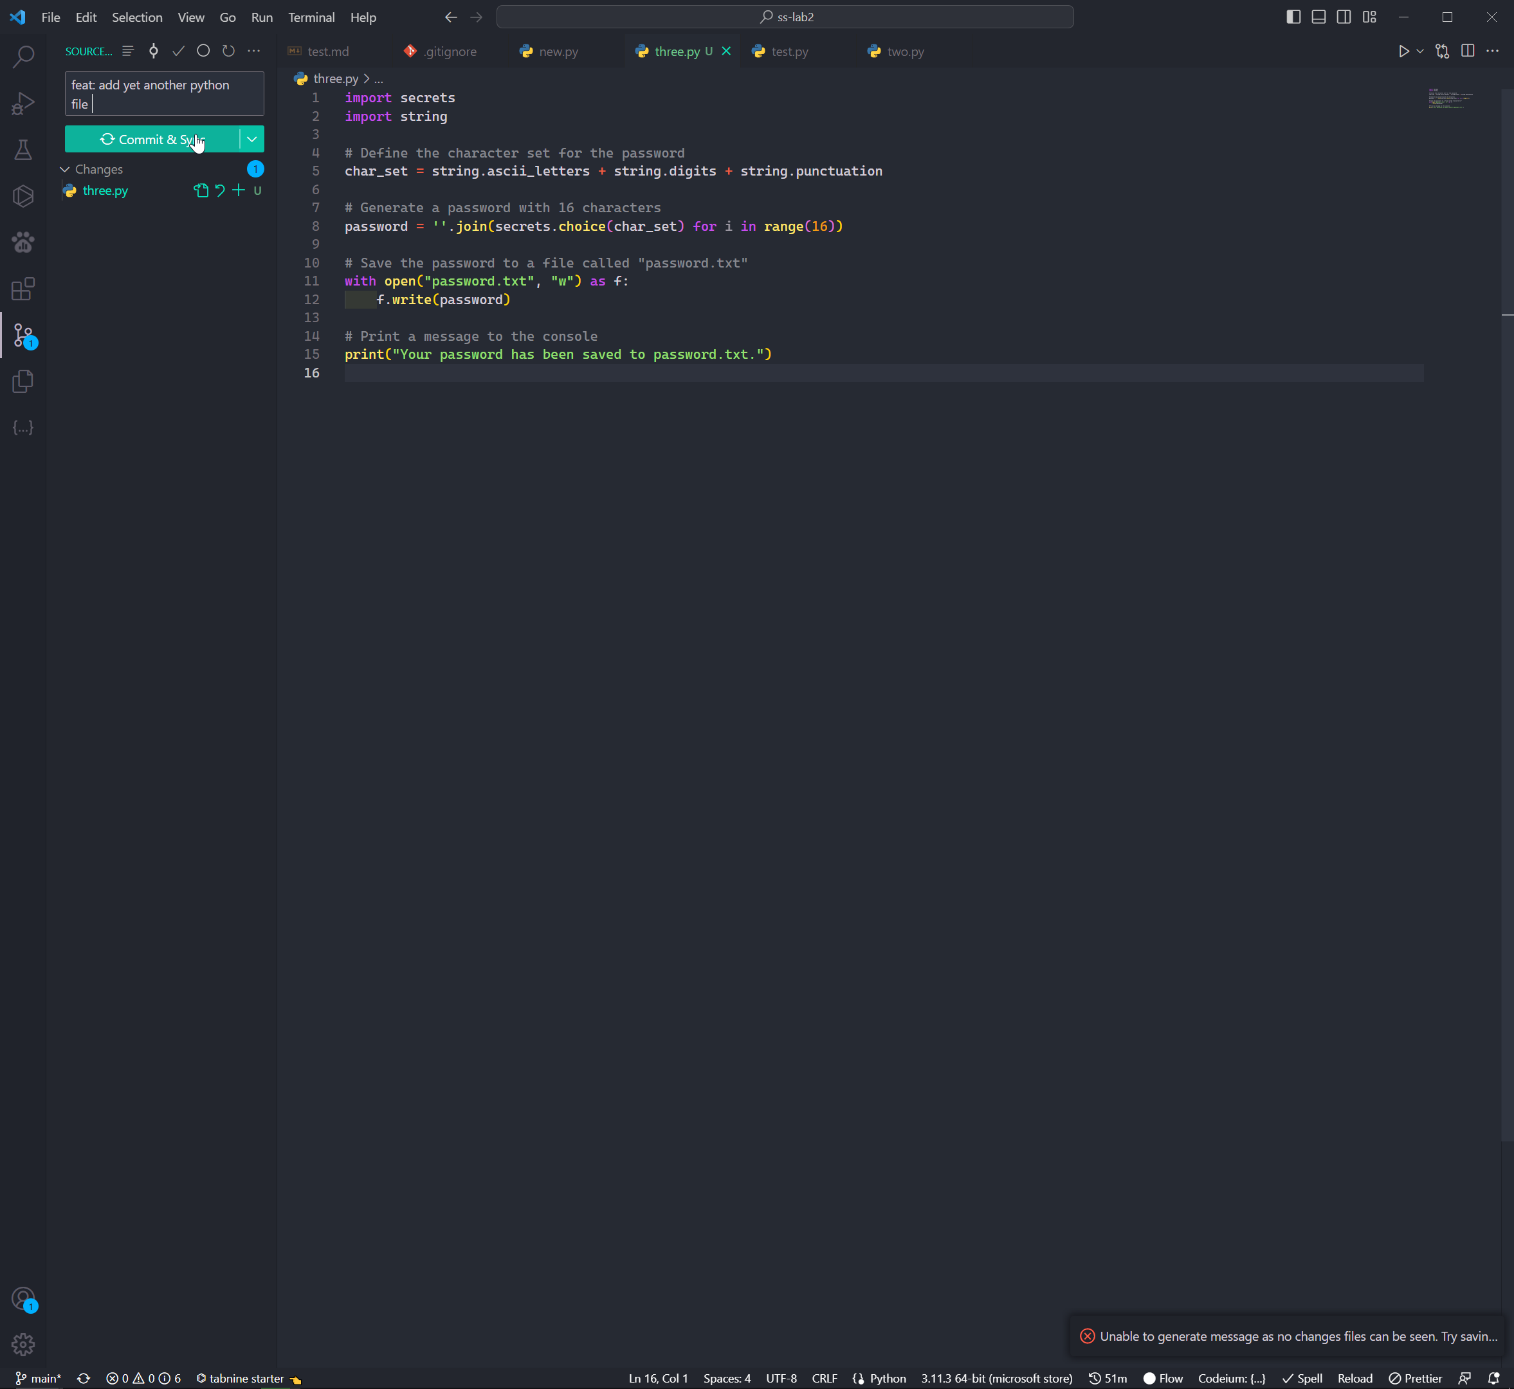 File Edit Selection View Go Run Terminal Help
ss-lab2
SOURCE...
test.md
.gitignore
new.py
three.py U
test.py
two.py
feat: add yet another python
file
Commit &
Changes
1
three.py
U
three.py > ...
1 import secrets
2 import string
3
4 # Define the character set for the password
5 char_set = string.ascii_letters + string.digits + string.punctuation
6
7 # Generate a password with 16 characters
8 password = ''.join(secrets.choice(char_set) for i in range(16))
9
10 # Save the password to a file called "password.txt"
11 with open("password.txt", "w") as f:
12 f.write(password)
13
14 # Print a message to the console
15 print("Your password has been saved to password.txt.")
16
1
{...}
1
Unable to generate message as no changes files can be seen. Try savin...
main* 0 0 6 tabnine starter
Ln 16, Col 1 Spaces: 4 UTF-8 CRLF Python 3.11.3 64-bit (microsoft store) 51m Flow Codeium: {...} Spell Reload Prettier